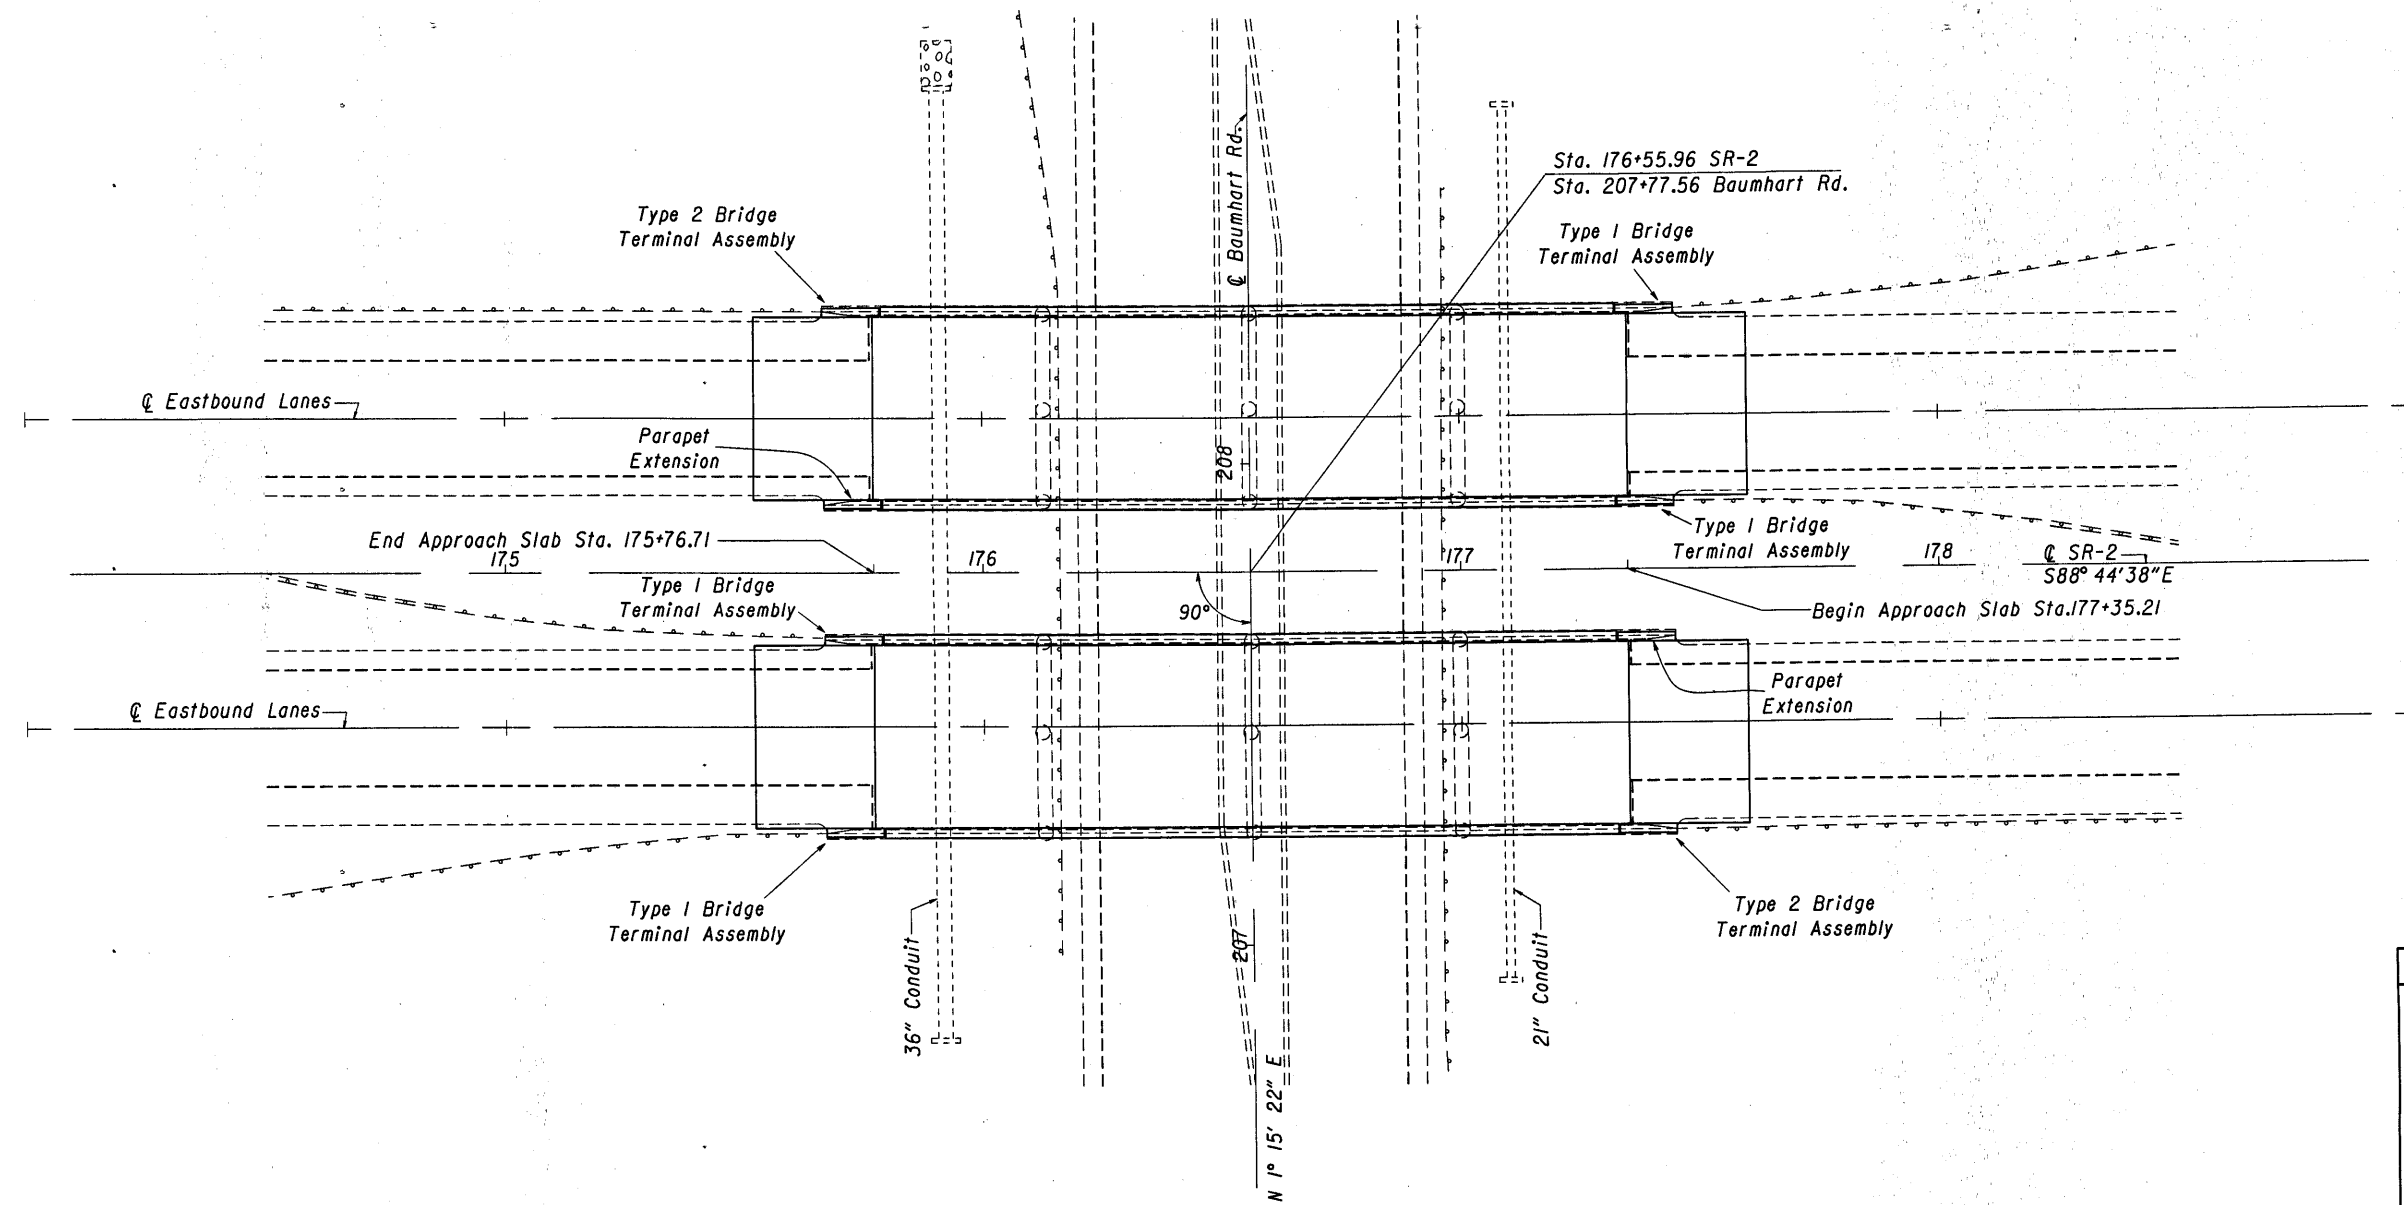 Sta. 176+55.96 SR-2
Sta. 207+77.56 Baumhart Rd.
℄ Baumhart Rd.
Type 2 Bridge
Terminal Assembly
Type 1 Bridge
Terminal Assembly
℄ Eastbound Lanes
Parapet
Extension
208
End Approach Slab Sta. 175+76.71
175
176
177
178
Type 1 Bridge
Terminal Assembly
℄ SR-2
S88° 44'38"E
Type 1 Bridge
Terminal Assembly
90°
Begin Approach Slab Sta.177+35.21
℄ Eastbound Lanes
Parapet
Extension
Type 1 Bridge
Terminal Assembly
Type 2 Bridge
Terminal Assembly
36" Conduit
207
21" Conduit
N 1° 15' 22" E